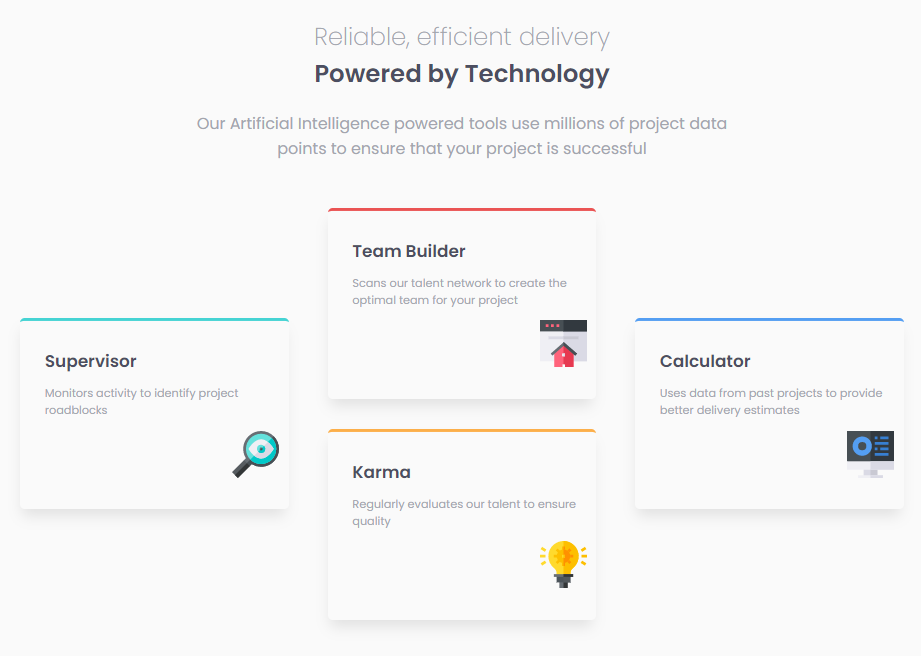 Reliable, efficient delivery
Powered by Technology
Our Artificial Intelligence powered tools use millions of project data
points to ensure that your project is successful
Supervisor
Monitors activity to identify project
roadblocks
Team Builder
Scans our talent network to create the
optimal team for your project
Karma
Regularly evaluates our talent to ensure
quality
Calculator
Uses data from past projects to provide
better delivery estimates